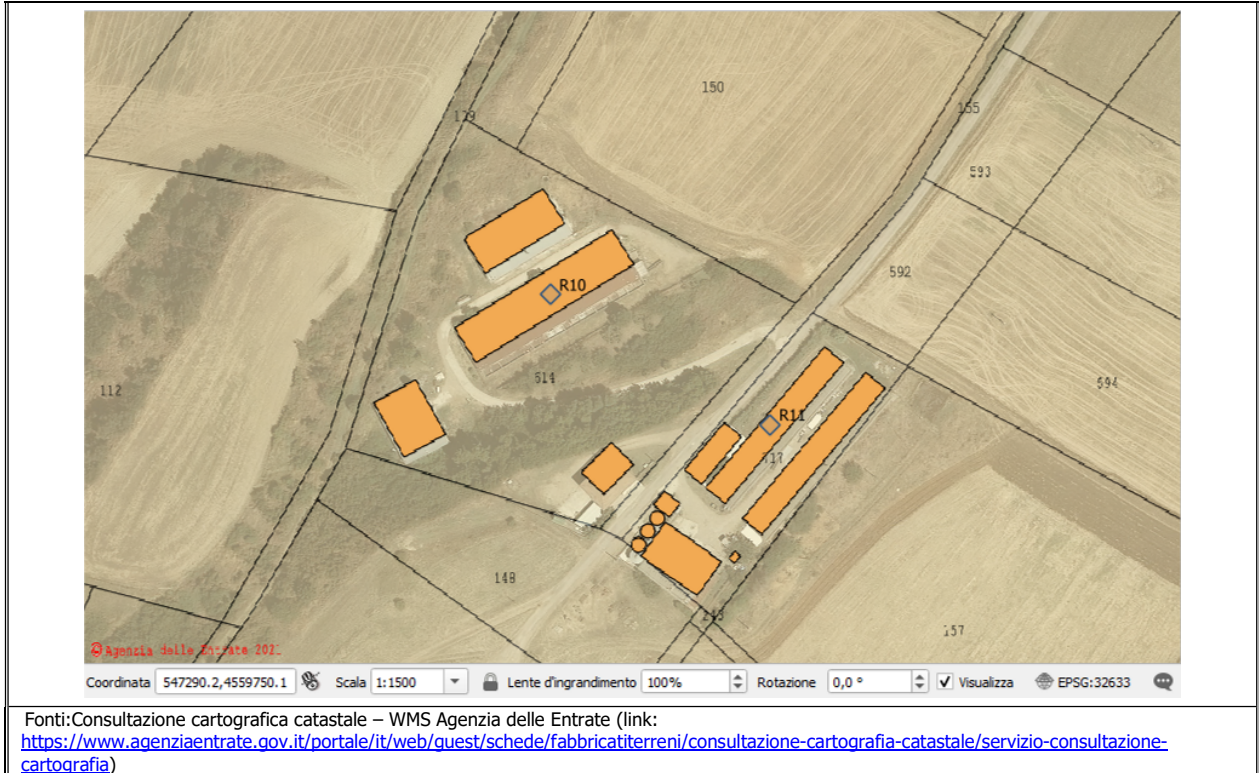 150
139
155
593
592
R10
112
514
594
R11
717
148
243
157
Agenzia delle Entrate 2021
Coordinata 547290.2,4559750.1 Scala 1:1500 Lente d'ingrandimento 100% Rotazione 0,0 ° Visualizza EPSG:32633
Fonti:Consultazione cartografica catastale – WMS Agenzia delle Entrate (link:
https://www.agenziaentrate.gov.it/portale/it/web/guest/schede/fabbricatiterreni/consultazione-cartografia-catastale/servizio-consultazione-
cartografia)